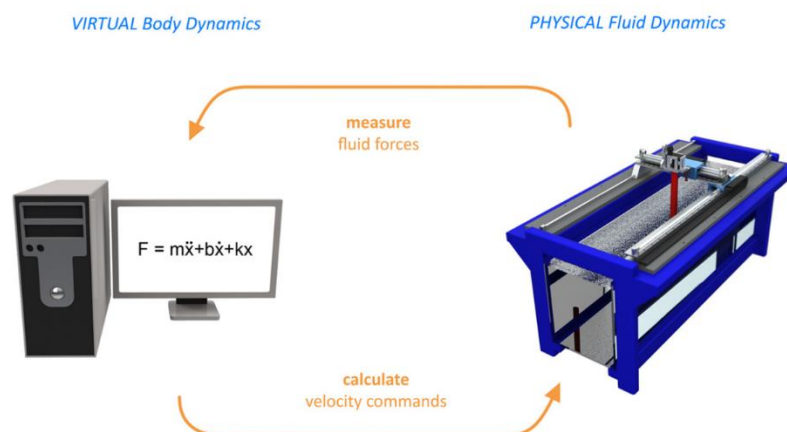 VIRTUAL Body Dynamics
PHYSICAL Fluid Dynamics
measure
fluid forces
F = mẍ+bẋ+kx
calculate
velocity commands